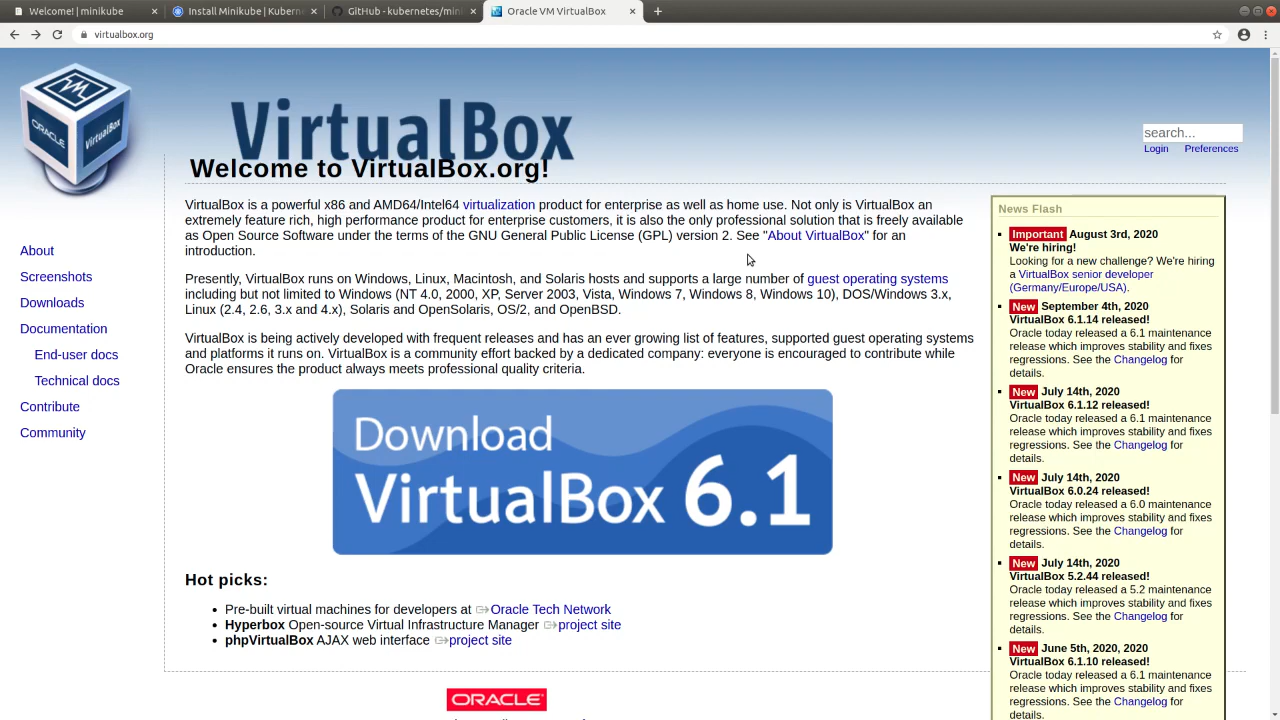 Welcome! | minikube
Install Minikube | Kubern
GitHub - kubernetes/mini
Oracle VM VirtualBox
virtualbox.org
ORACLE
VirtualBox
VirtualBox
search...
Login
Preferences
Welcome to VirtualBox.org!
VirtualBox is a powerful x86 and AMD64/Intel64 virtualization product for enterprise as well as home use. Not only is VirtualBox an
extremely feature rich, high performance product for enterprise customers, it is also the only professional solution that is freely available
as Open Source Software under the terms of the GNU General Public License (GPL) version 2. See "About VirtualBox" for an
introduction.
Presently, VirtualBox runs on Windows, Linux, Macintosh, and Solaris hosts and supports a large number of guest operating systems
including but not limited to Windows (NT 4.0, 2000, XP, Server 2003, Vista, Windows 7, Windows 8, Windows 10), DOS/Windows 3.x,
Linux (2.4, 2.6, 3.x and 4.x), Solaris and OpenSolaris, OS/2, and OpenBSD.
VirtualBox is being actively developed with frequent releases and has an ever growing list of features, supported guest operating systems
and platforms it runs on. VirtualBox is a community effort backed by a dedicated company: everyone is encouraged to contribute while
Oracle ensures the product always meets professional quality criteria.
Download
VirtualBox 6.1
Hot picks:
Pre-built virtual machines for developers at Oracle Tech Network
Hyperbox Open-source Virtual Infrastructure Manager project site
phpVirtualBox AJAX web interface project site
ORACLE
About
Screenshots
Downloads
Documentation
End-user docs
Technical docs
Contribute
Community
News Flash
Important August 3rd, 2020
We're hiring!
Looking for a new challenge? We're hiring
a VirtualBox senior developer
(Germany/Europe/USA).
New September 4th, 2020
VirtualBox 6.1.14 released!
Oracle today released a 6.1 maintenance
release which improves stability and fixes
regressions. See the Changelog for
details.
New July 14th, 2020
VirtualBox 6.1.12 released!
Oracle today released a 6.1 maintenance
release which improves stability and fixes
regressions. See the Changelog for
details.
New July 14th, 2020
VirtualBox 6.0.24 released!
Oracle today released a 6.0 maintenance
release which improves stability and fixes
regressions. See the Changelog for
details.
New July 14th, 2020
VirtualBox 5.2.44 released!
Oracle today released a 5.2 maintenance
release which improves stability and fixes
regressions. See the Changelog for
details.
New June 5th, 2020, 2020
VirtualBox 6.1.10 released!
Oracle today released a 6.1 maintenance
release which improves stability and fixes
regressions. See the Changelog for
details.